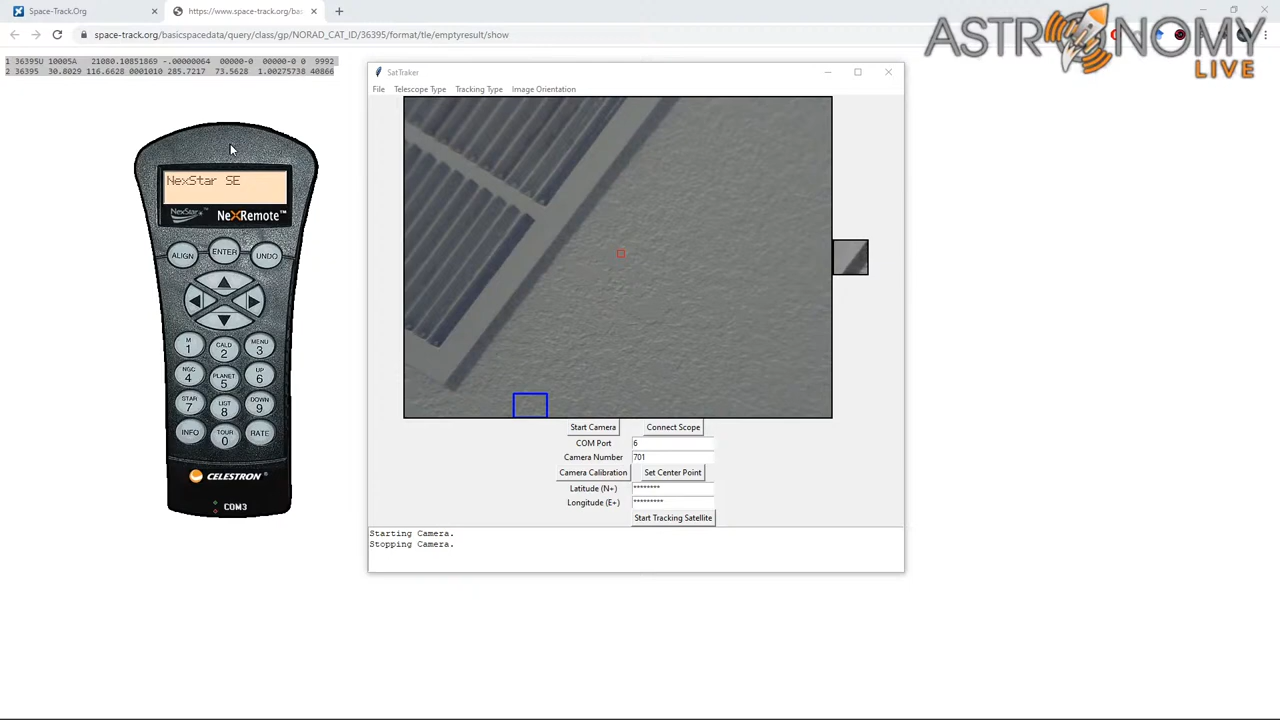 Space-Track.Org
https://www.space-track.org/bas
space-track.org/basicspacedata/query/class/gp/NORAD_CAT_ID/36395/format/tle/emptyresult/show
ASTRONOMY
LIVE
1 36395U 10005A 21080.10851869 -.00000064 00000-0 00000-0 0 9992
2 36395 30.8029 116.6628 0001010 285.7217 73.5628 1.00275738 40866
NexStar SE
NexStar
NeXRemote™
ALIGN
ENTER
UNDO
M
1
CALD
2
MENU
3
NGC
4
PLANET
5
UP
6
STAR
7
LIST
8
DOWN
9
INFO
TOUR
0
RATE
CELESTRON
COM3
SatTraker
File Telescope Type Tracking Type Image Orientation
Start Camera Connect Scope
COM Port 6
Camera Number 701
Camera Calibration Set Center Point
Latitude (N+) ********
Longitude (E+) *********
Start Tracking Satellite
Starting Camera.
Stopping Camera.